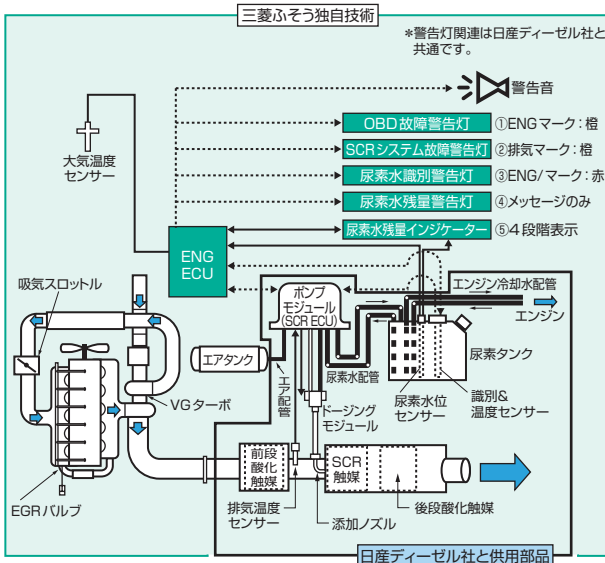 三菱ふそう独自技術
*警告灯関連は日産ディーゼル社と
共通です。
警告音
OBD故障警告灯 ①ENGマーク：橙
SCRシステム故障警告灯 ②排気マーク：橙
尿素水識別警告灯 ③ENG/マーク：赤
尿素水残量警告灯 ④メッセージのみ
尿素水残量インジケーター ⑤4段階表示
大気温度
センサー
ENG
ECU
吸気スロットル
ポンプ
モジュール
(SCR ECU)
エンジン冷却水配管
エンジン
エアタンク
エア配管
尿素水配管
尿素タンク
尿素水位
センサー
識別&
温度センサー
VGターボ
ドージング
モジュール
前段
酸化
触媒
SCR
触媒
EGRバルブ
排気温度
センサー
添加ノズル
後段酸化触媒
日産ディーゼル社と供用部品